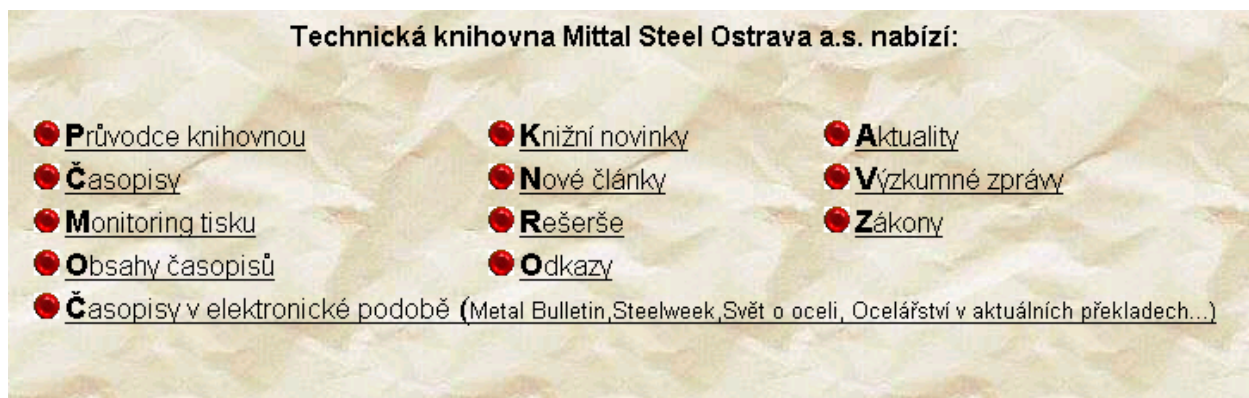 Technická knihovna Mittal Steel Ostrava a.s. nabízí:
Průvodce knihovnou Knižní novinky Aktuality
Časopisy Nové články Výzkumné zprávy
Monitoring tisku Rešerše Zákony
Obsahy časopisů Odkazy
Časopisy v elektronické podobě (Metal Bulletin,Steelweek,Svět o oceli, Ocelářství v aktuálních překladech...)